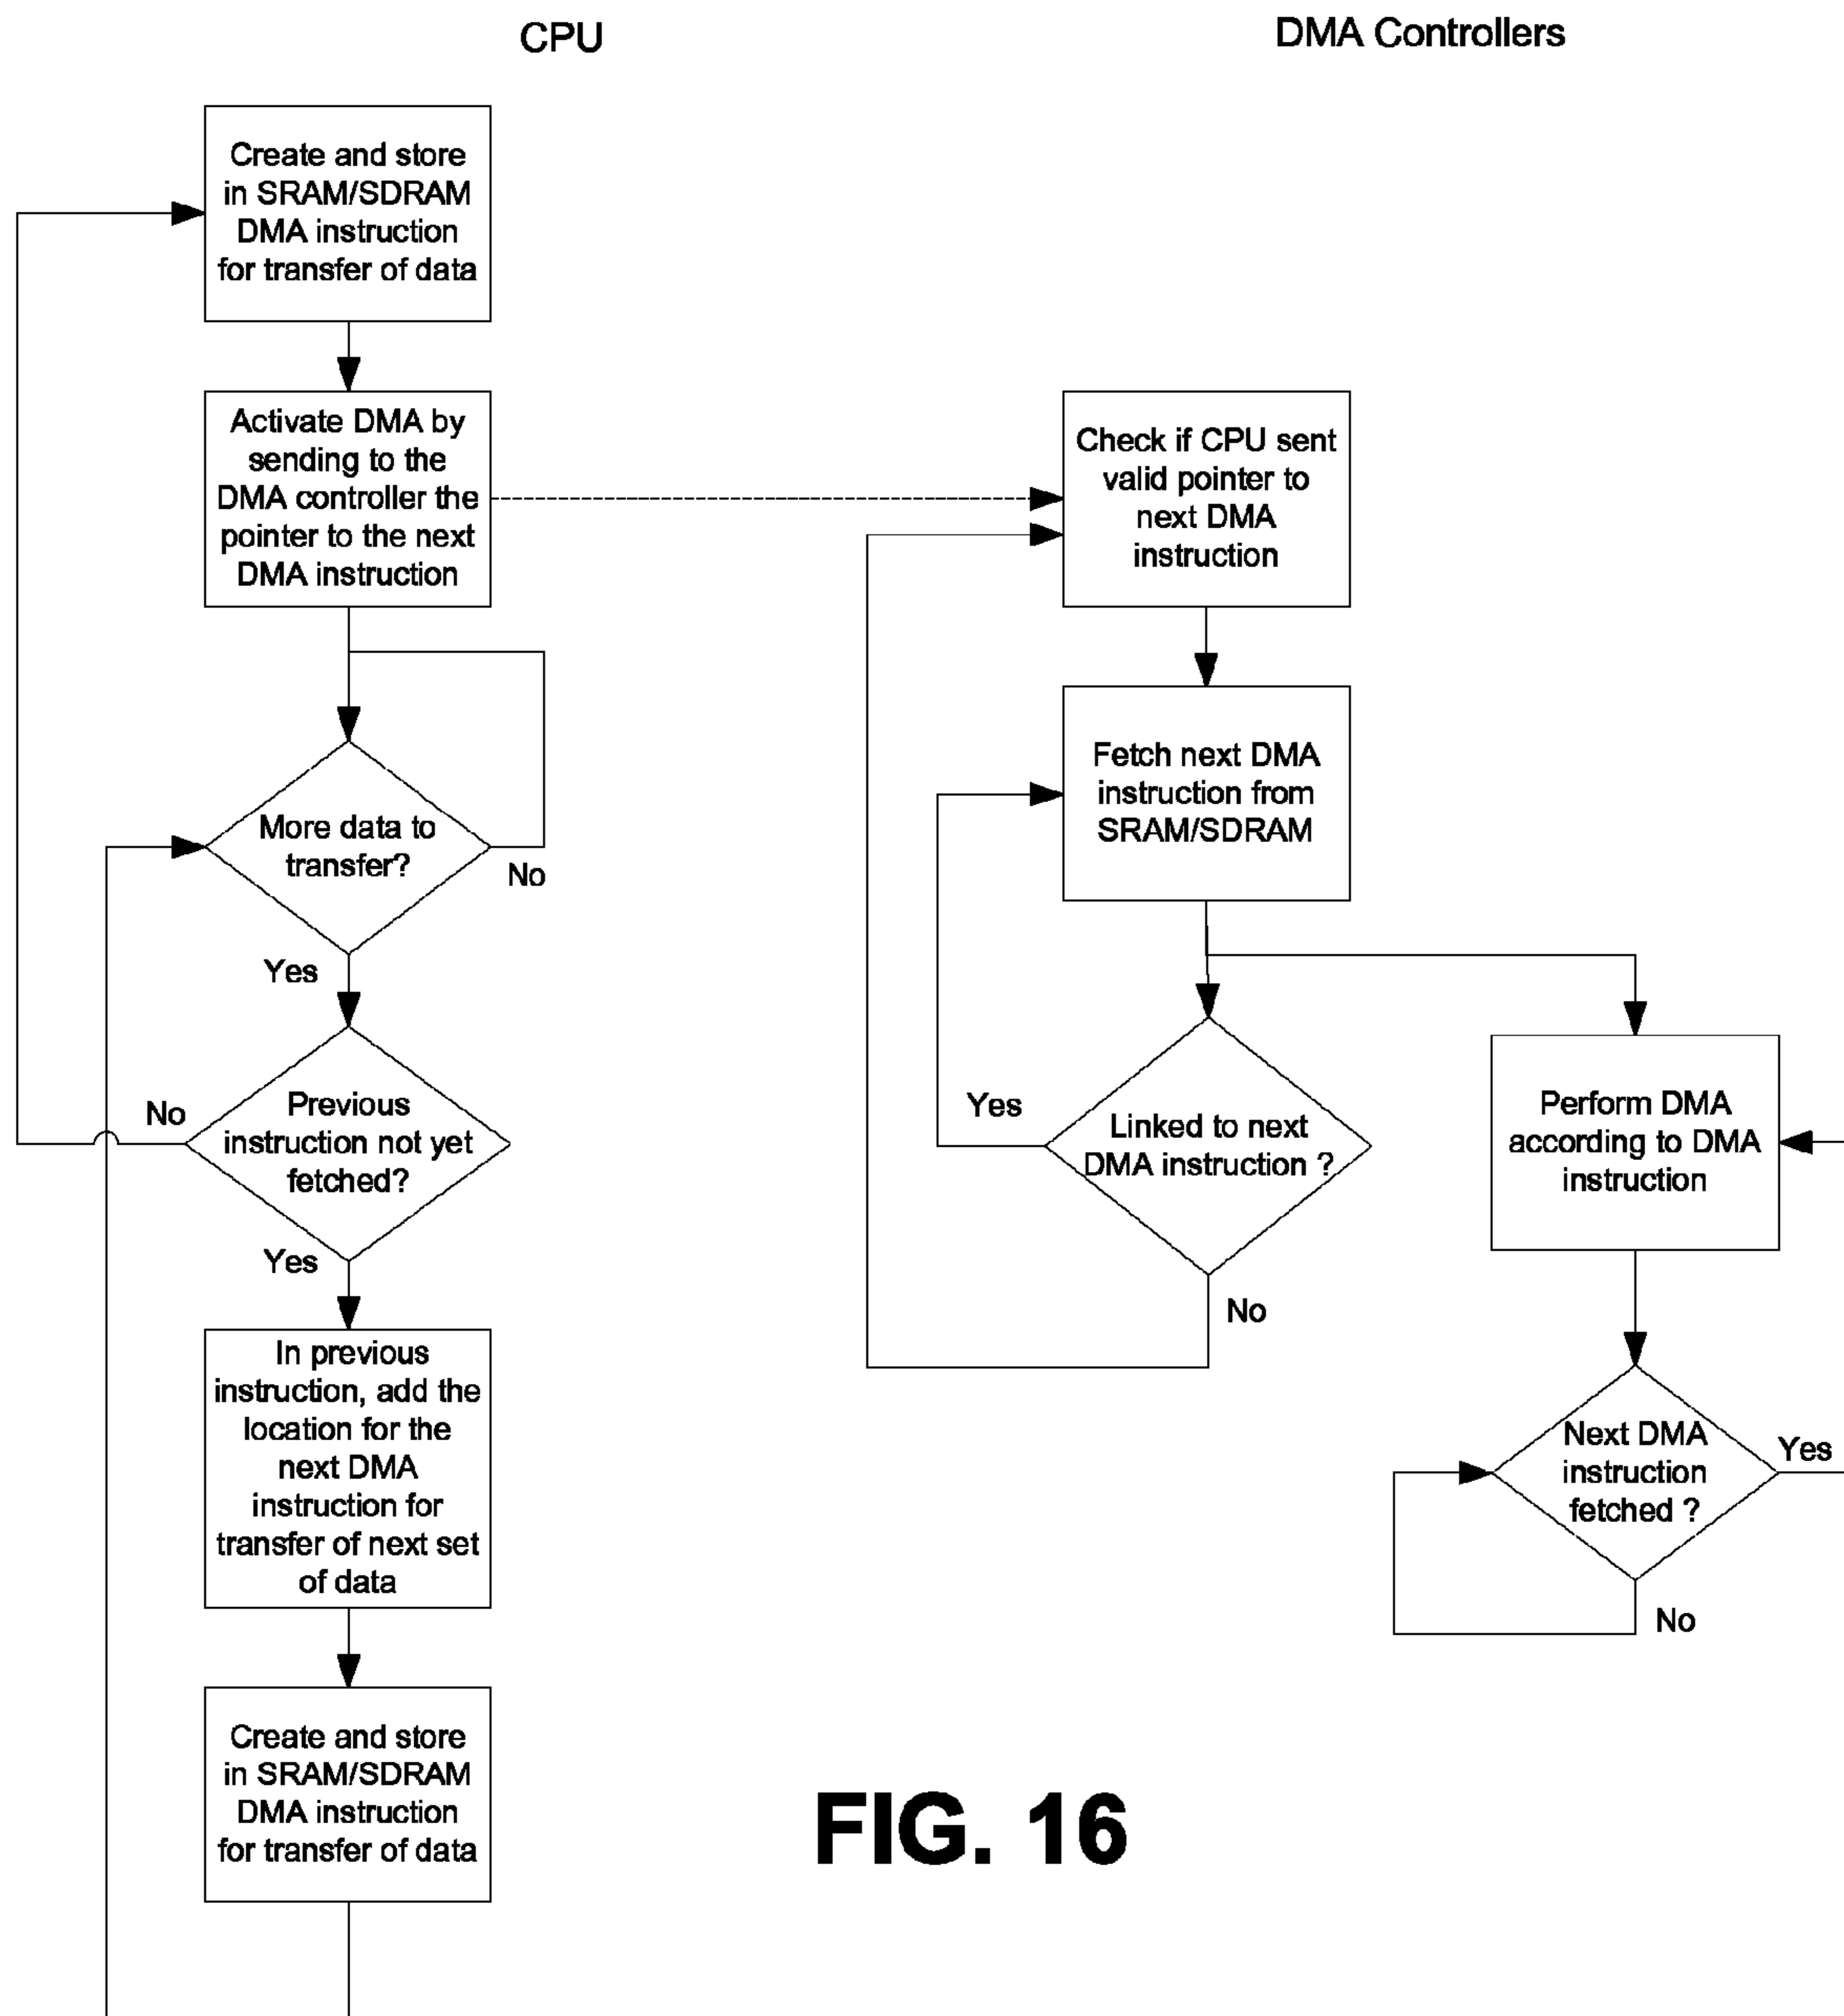 CPU
DMA Controllers
Create and store
in SRAM/SDRAM
DMA instruction
for transfer of data
Activate DMA by
sending to the
DMA controller the
pointer to the next
DMA instruction
More data to
transfer?
No
Yes
Previous
instruction not yet
fetched?
No
Yes
In previous
instruction, add the
location for the
next DMA
instruction for
transfer of next set
of data
Create and store
in SRAM/SDRAM
DMA instruction
for transfer of data
Check if CPU sent
valid pointer to
next DMA
instruction
Fetch next DMA
instruction from
SRAM/SDRAM
Linked to next
DMA instruction ?
Yes
No
Perform DMA
according to DMA
instruction
Next DMA
instruction
fetched ?
Yes
No
FIG. 16